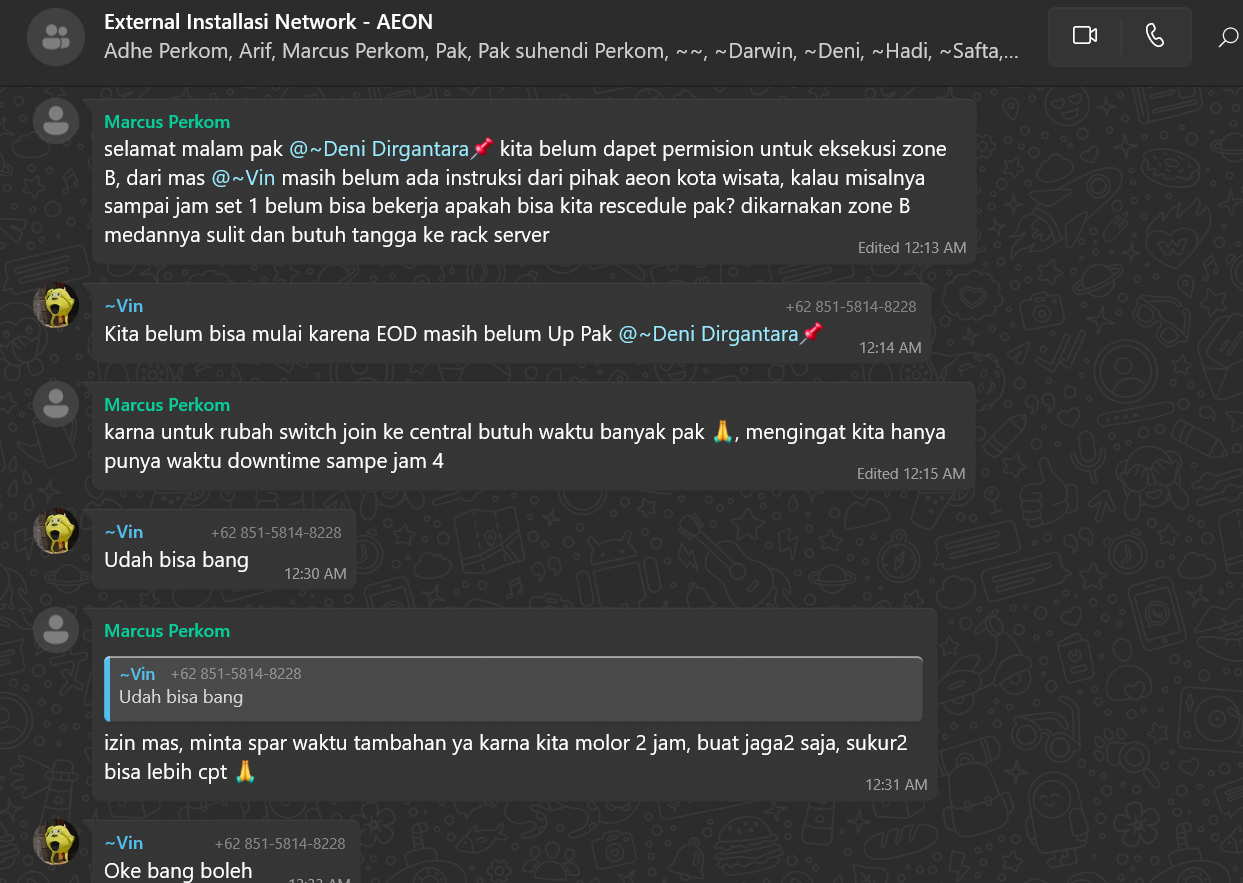 External Installasi Network - AEON
Adhe Perkom, Arif, Marcus Perkom, Pak, Pak suhendi Perkom, ~~, ~Darwin, ~Deni, ~Hadi, ~Safta,...
Marcus Perkom
selamat malam pak @~Deni Dirgantara📌 kita belum dapet permision untuk eksekusi zone
B, dari mas @~Vin masih belum ada instruksi dari pihak aeon kota wisata, kalau misalnya
sampai jam set 1 belum bisa bekerja apakah bisa kita rescedule pak? dikarnakan zone B
medannya sulit dan butuh tangga ke rack server
Edited 12:13 AM
~Vin +62 851-5814-8228
Kita belum bisa mulai karena EOD masih belum Up Pak @~Deni Dirgantara📌
12:14 AM
Marcus Perkom
karna untuk rubah switch join ke central butuh waktu banyak pak 🙏, mengingat kita hanya
punya waktu downtime sampe jam 4
Edited 12:15 AM
~Vin +62 851-5814-8228
Udah bisa bang
12:30 AM
Marcus Perkom
~Vin +62 851-5814-8228
Udah bisa bang
izin mas, minta spar waktu tambahan ya karna kita molor 2 jam, buat jaga2 saja, sukur2
bisa lebih cpt 🙏
12:31 AM
~Vin +62 851-5814-8228
Oke bang boleh